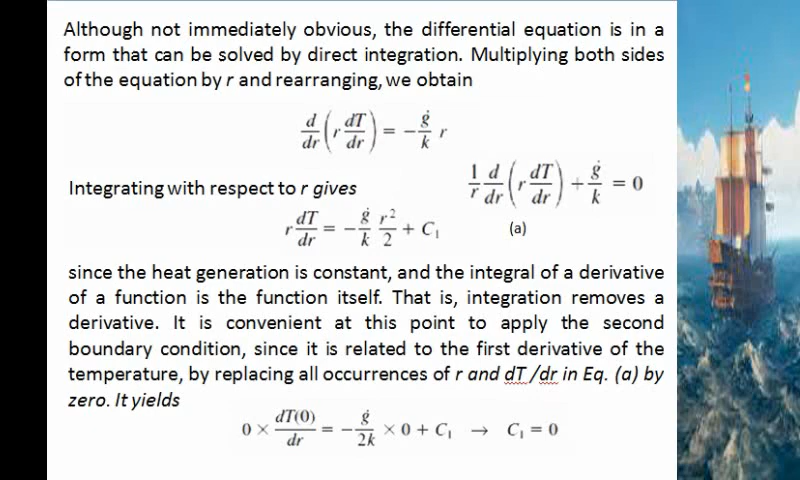 Although not immediately obvious, the differential equation is in a
form that can be solved by direct integration. Multiplying both sides
of the equation by r and rearranging, we obtain
d/dr (r dT/dr) = − ġ/k r
1/r d/dr (r dT/dr) + ġ/k = 0
Integrating with respect to r gives
r dT/dr = − ġ/k r²/2 + C₁
(a)
since the heat generation is constant, and the integral of a derivative
of a function is the function itself. That is, integration removes a
derivative. It is convenient at this point to apply the second
boundary condition, since it is related to the first derivative of the
temperature, by replacing all occurrences of r and dT/dr in Eq. (a) by
zero. It yields
0 × dT(0)/dr = − ġ/2k × 0 + C₁ → C₁ = 0